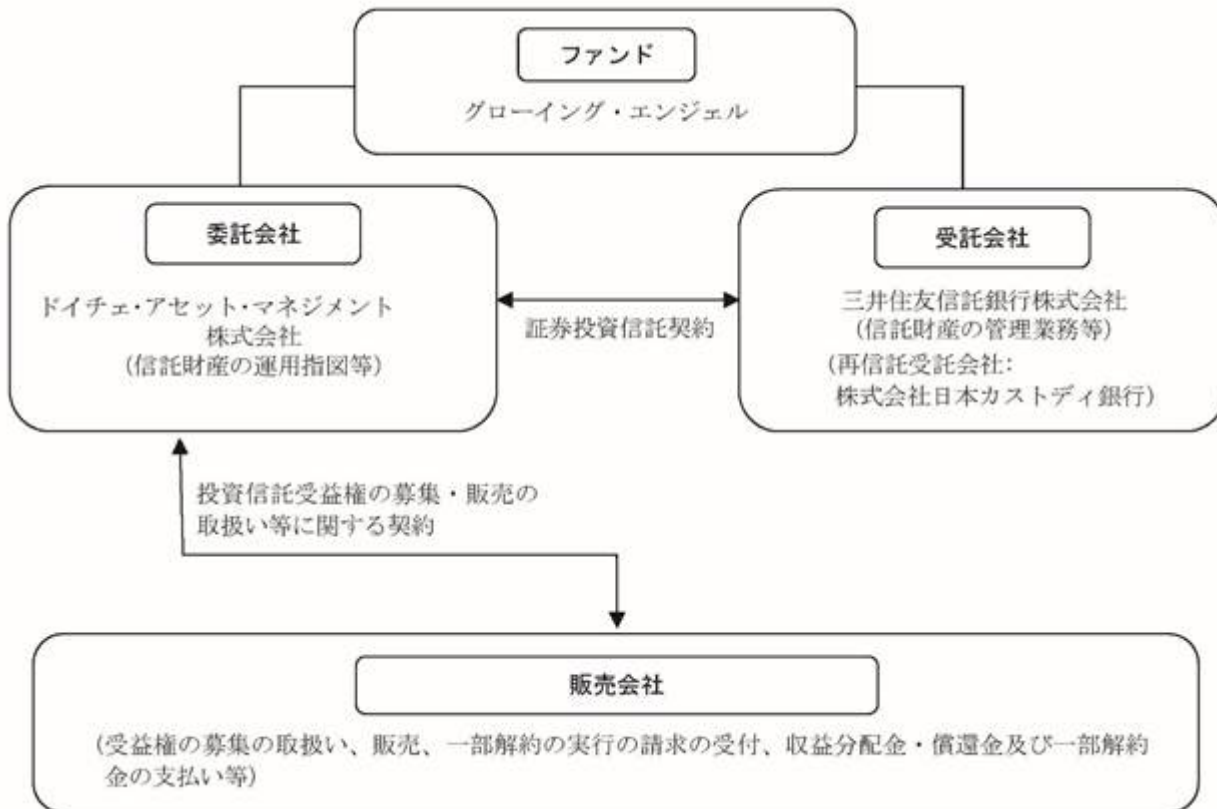 ファンド
グローイング・エンジェル
委託会社
ドイチェ・アセット・マネジメント
株式会社
(信託財産の運用指図等)
証券投資信託契約
受託会社
三井住友信託銀行株式会社
(信託財産の管理業務等)
(再信託受託会社:
株式会社日本カストディ銀行)
投資信託受益権の募集・販売の
取扱い等に関する契約
販売会社
(受益権の募集の取扱い、販売、一部解約の実行の請求の受付、収益分配金・償還金及び一部解約
金の支払い等)